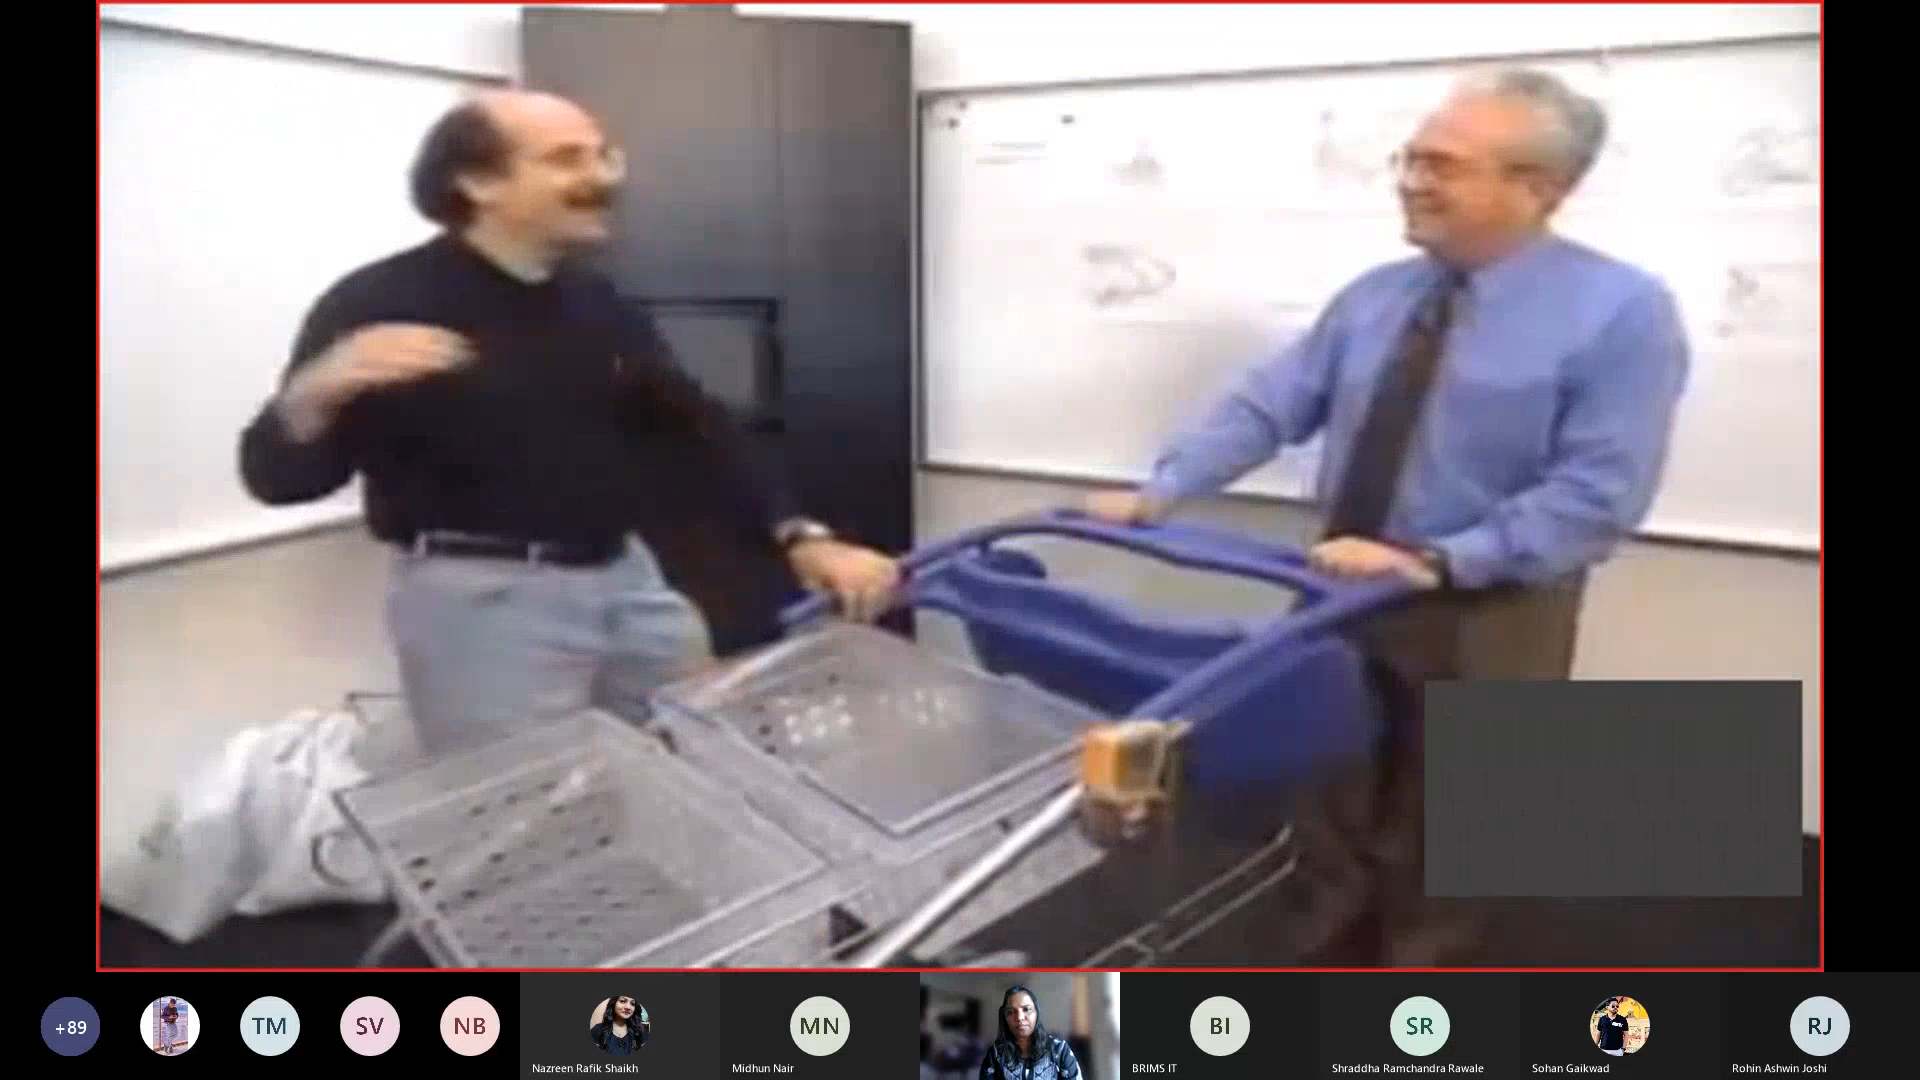 +89
TM
SV
NB
Nazreen Rafik Shaikh
MN
Midhun Nair
BI
BRIMS IT
SR
Shraddha Ramchandra Rawale
Sohan Gaikwad
RJ
Rohin Ashwin Joshi